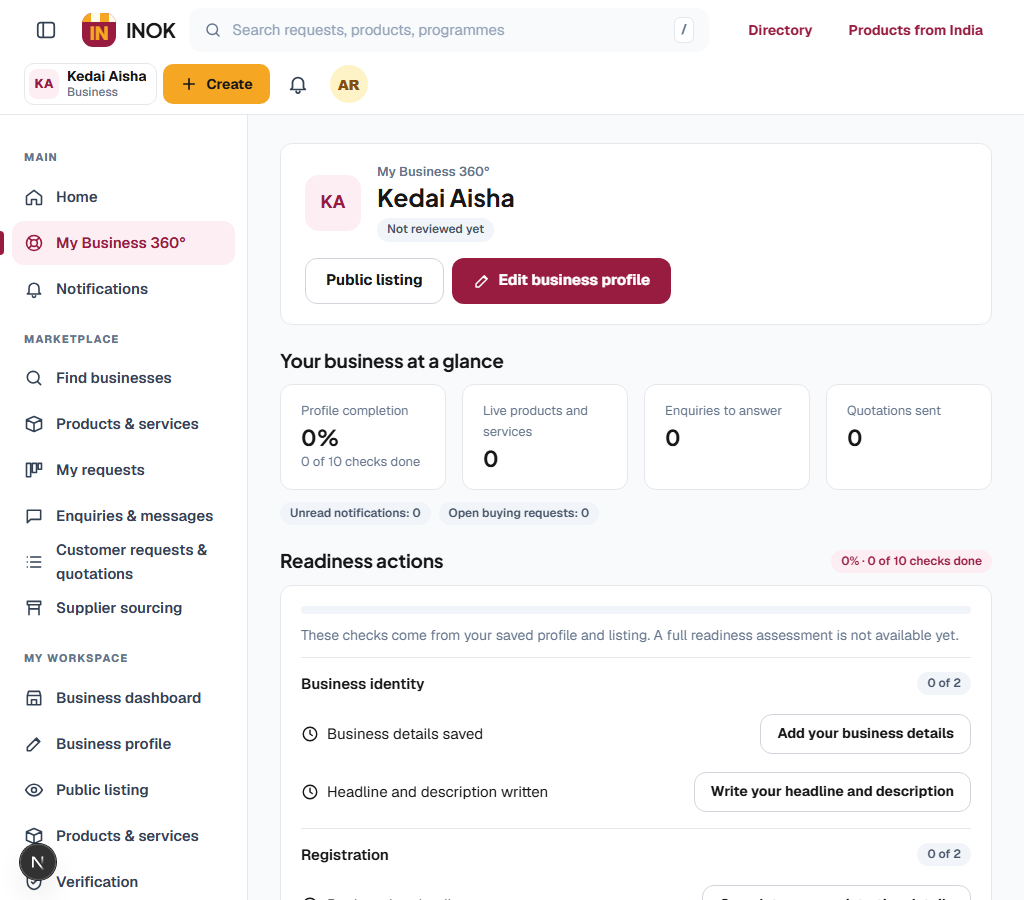 IN INOK
Search requests, products, programmes
/
Directory
Products from India
KA
Kedai Aisha
Business
+ Create
AR
MAIN
Home
My Business 360°
Notifications
MARKETPLACE
Find businesses
Products & services
My requests
Enquiries & messages
Customer requests &
quotations
Supplier sourcing
MY WORKSPACE
Business dashboard
Business profile
Public listing
Products & services
N
Verification
KA
My Business 360°
Kedai Aisha
Not reviewed yet
Public listing
Edit business profile
Your business at a glance
Profile completion
0%
0 of 10 checks done
Live products and
services
0
Enquiries to answer
0
Quotations sent
0
Unread notifications: 0
Open buying requests: 0
Readiness actions
0% · 0 of 10 checks done
These checks come from your saved profile and listing. A full readiness assessment is not available yet.
Business identity
0 of 2
Business details saved
Add your business details
Headline and description written
Write your headline and description
Registration
0 of 2